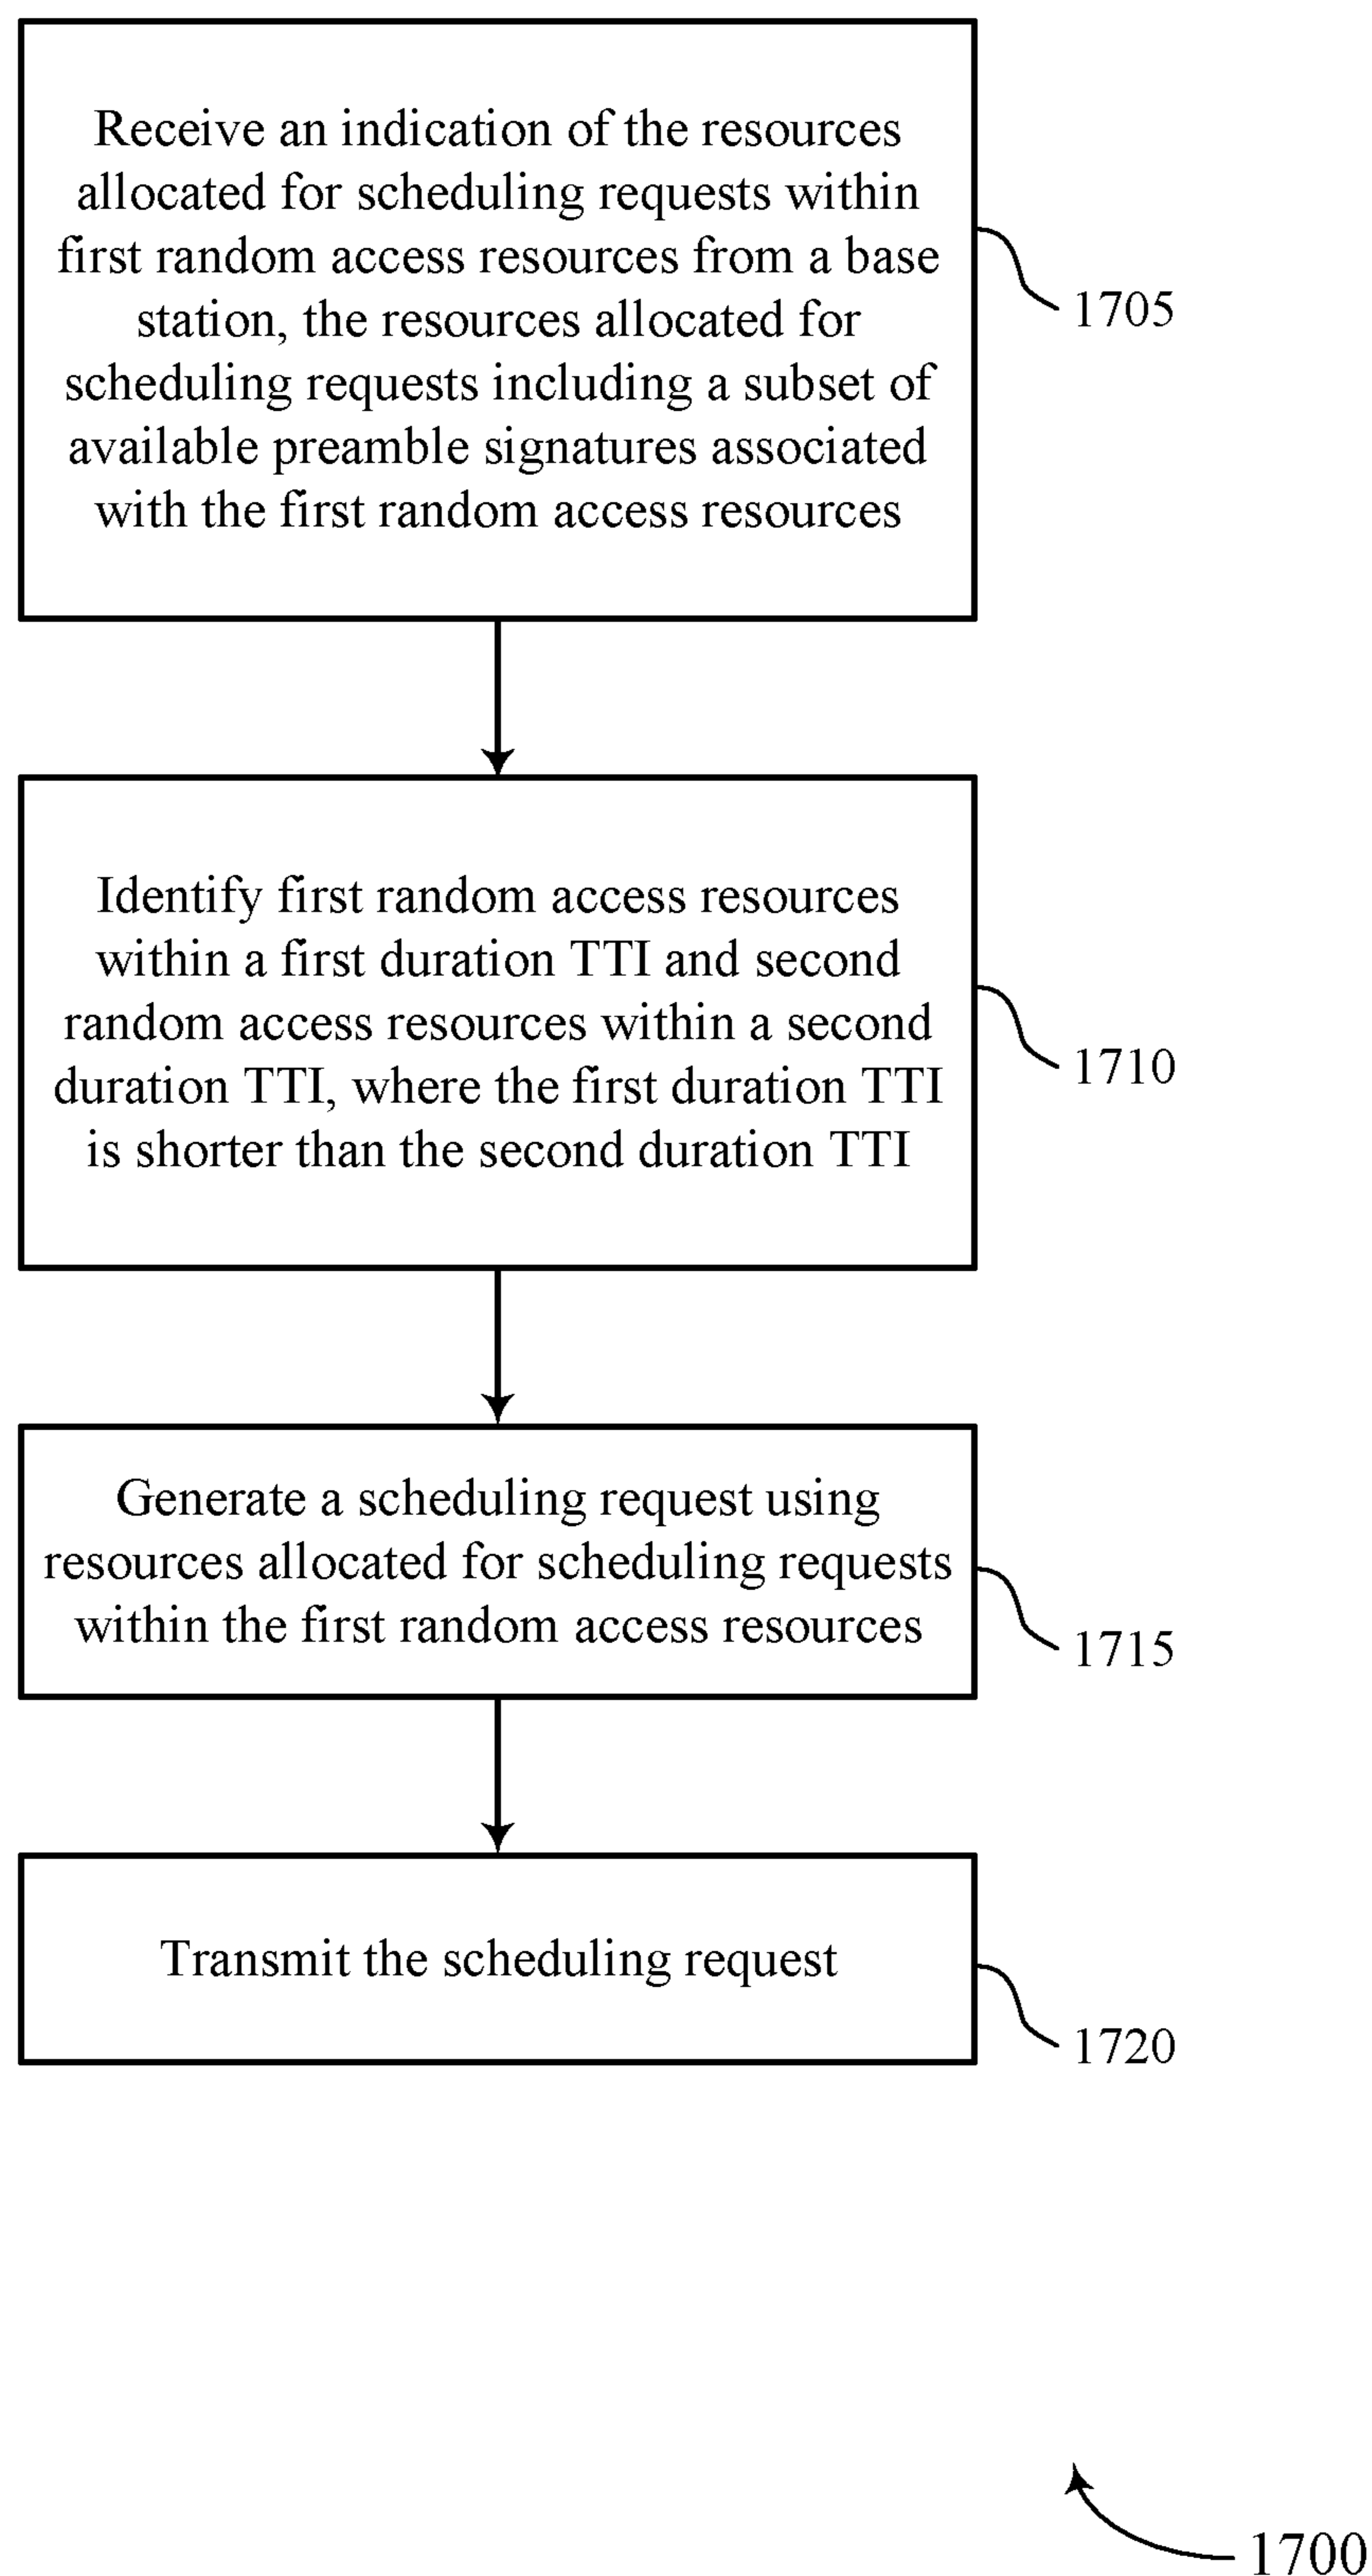 Receive an indication of the resources
allocated for scheduling requests within
first random access resources from a base
station, the resources allocated for
scheduling requests including a subset of
available preamble signatures associated
with the first random access resources
1705
Identify first random access resources
within a first duration TTI and second
random access resources within a second
duration TTI, where the first duration TTI
is shorter than the second duration TTI
1710
Generate a scheduling request using
resources allocated for scheduling requests
within the first random access resources
1715
Transmit the scheduling request
1720
1700